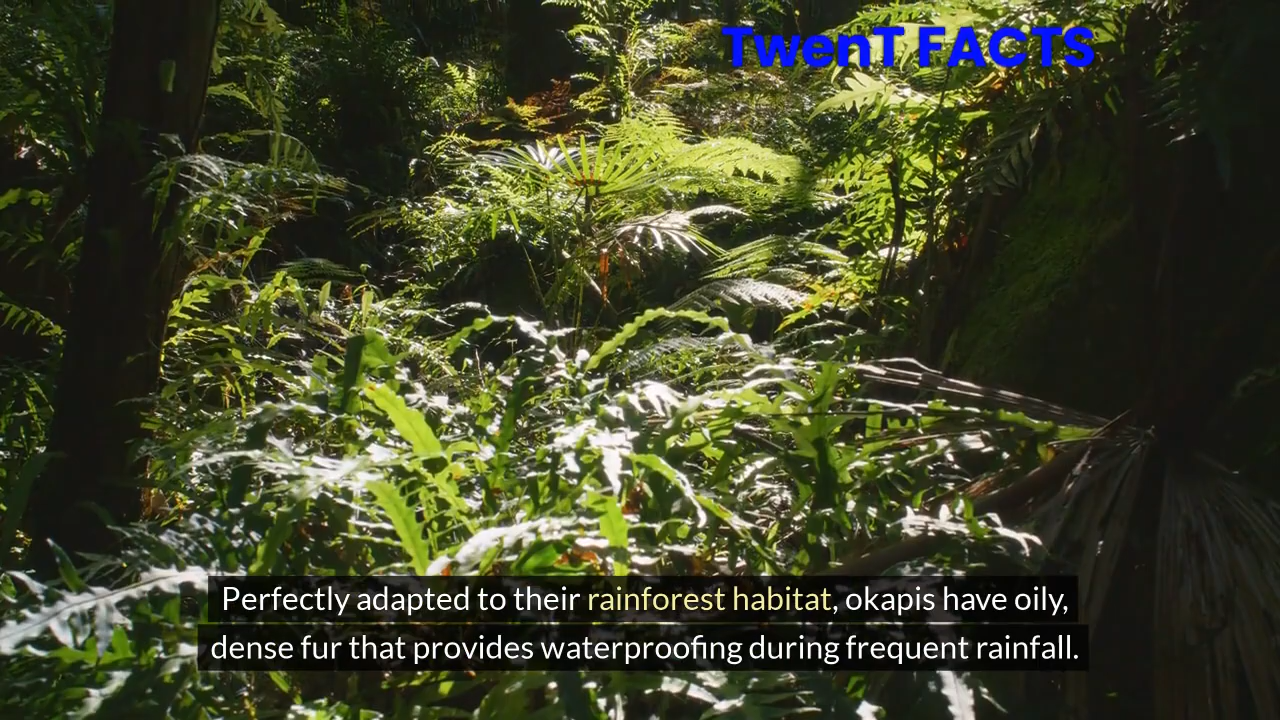 TwenT FACTS
Perfectly adapted to their rainforest habitat, okapis have oily,
dense fur that provides waterproofing during frequent rainfall.